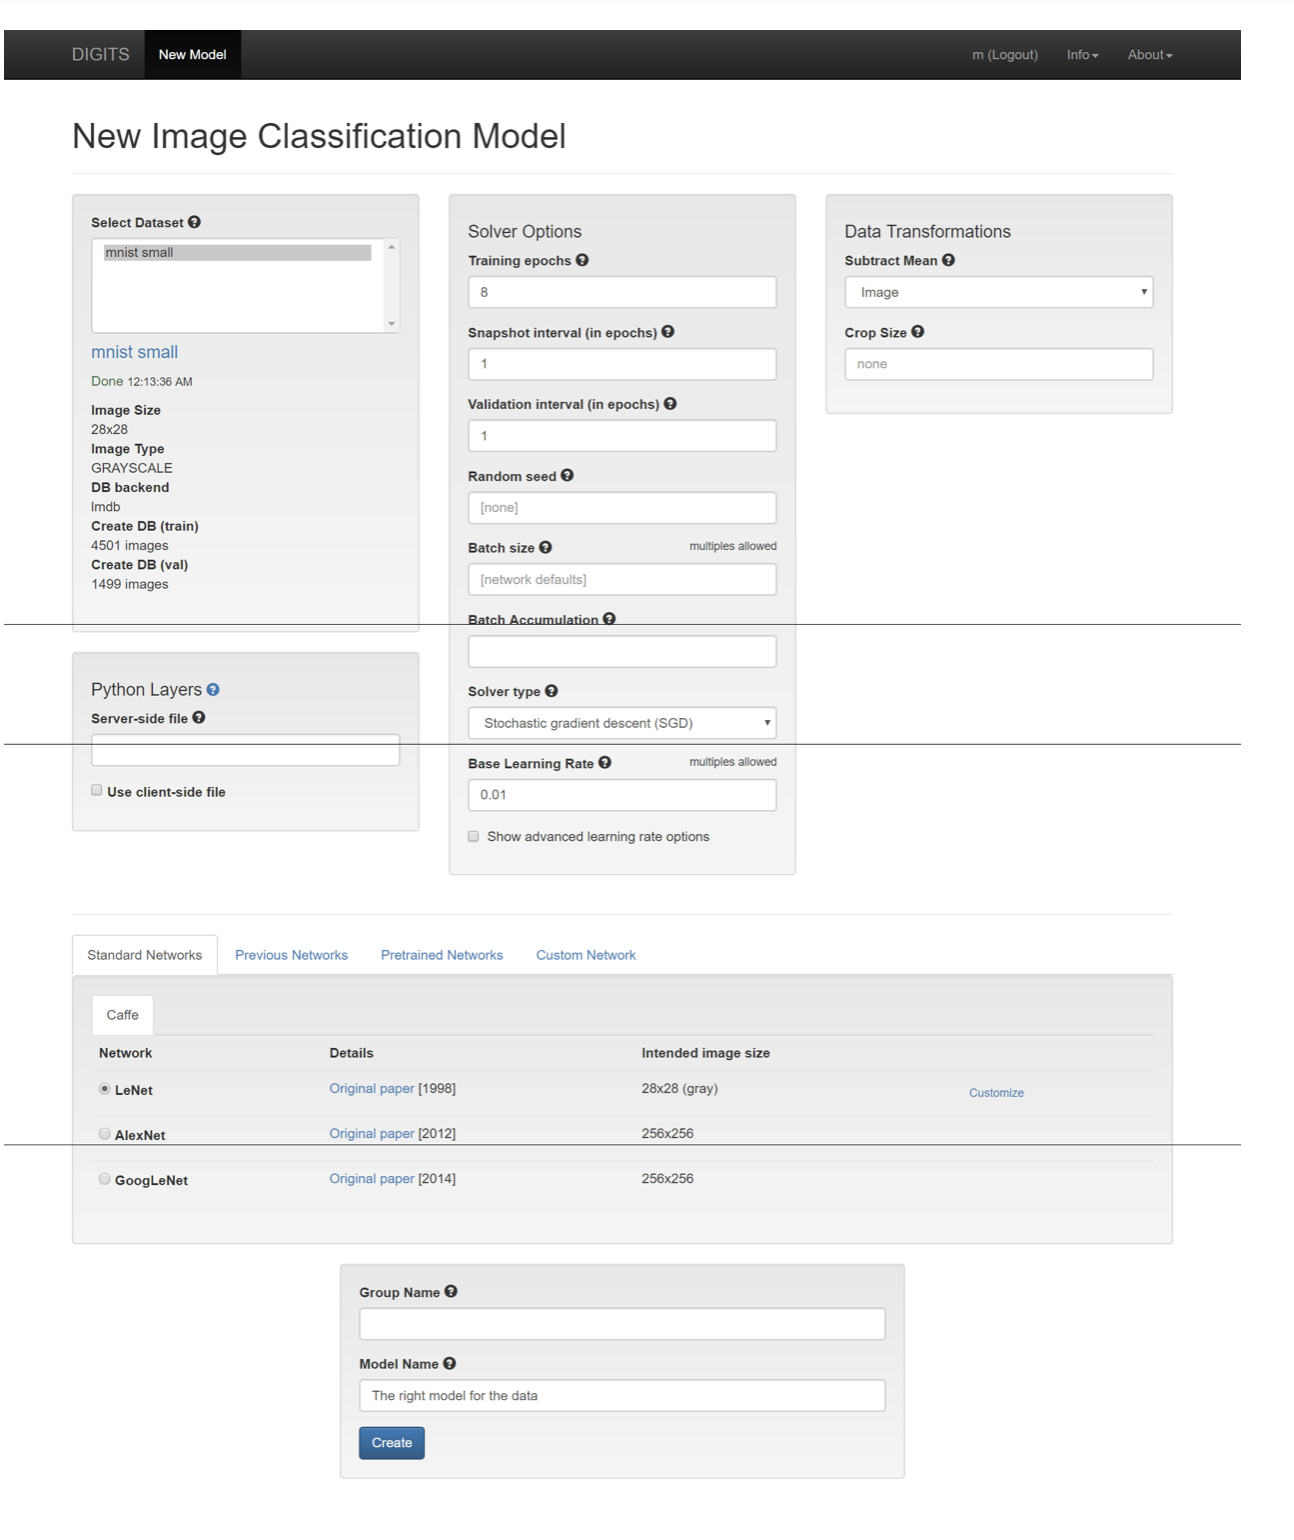 DIGITS New Model m (Logout) Info About
New Image Classification Model
Select Dataset
mnist small
mnist small
Done 12:13:36 AM
Image Size
28x28
Image Type
GRAYSCALE
DB backend
lmdb
Create DB (train)
4501 images
Create DB (val)
1499 images
Python Layers
Server-side file
Use client-side file
Solver Options
Training epochs
8
Snapshot interval (in epochs)
1
Validation interval (in epochs)
1
Random seed
[none]
Batch size multiples allowed
[network defaults]
Batch Accumulation
Solver type
Stochastic gradient descent (SGD)
Base Learning Rate multiples allowed
0.01
Show advanced learning rate options
Data Transformations
Subtract Mean
Image
Crop Size
none
Standard Networks Previous Networks Pretrained Networks Custom Network
Caffe
Network Details Intended image size
LeNet Original paper [1998] 28x28 (gray) Customize
AlexNet Original paper [2012] 256x256
GoogLeNet Original paper [2014] 256x256
Group Name
Model Name
The right model for the data
Create